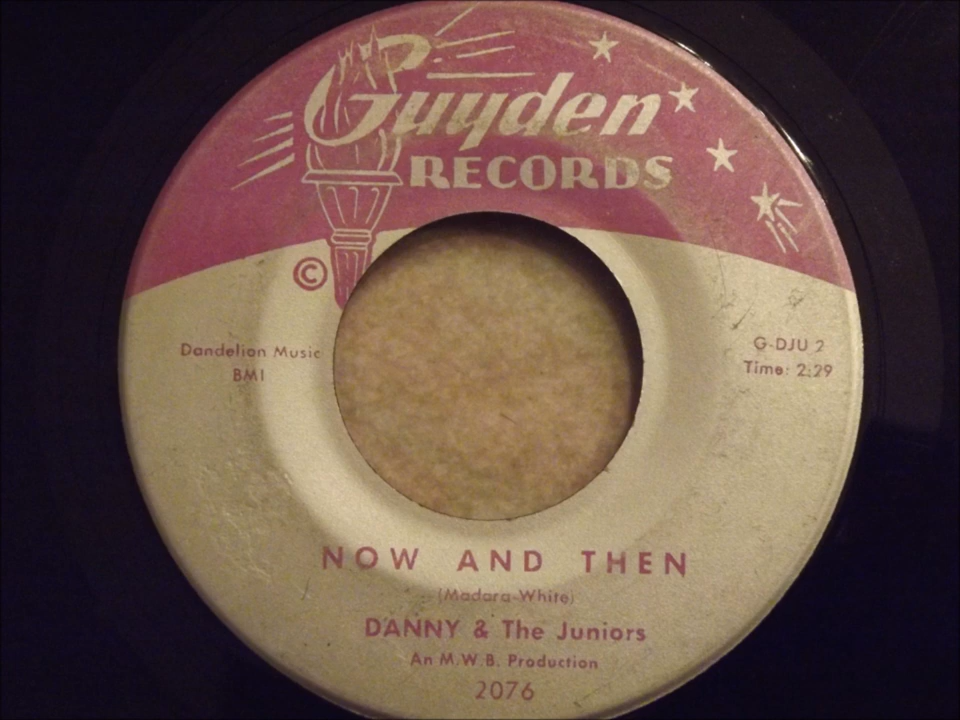 Guyden
RECORDS
©
Dandelion Music
BMI
G-DJU 2
Time: 2:29
NOW AND THEN
(Madara-White)
DANNY & The Juniors
An M.W.B. Production
2076